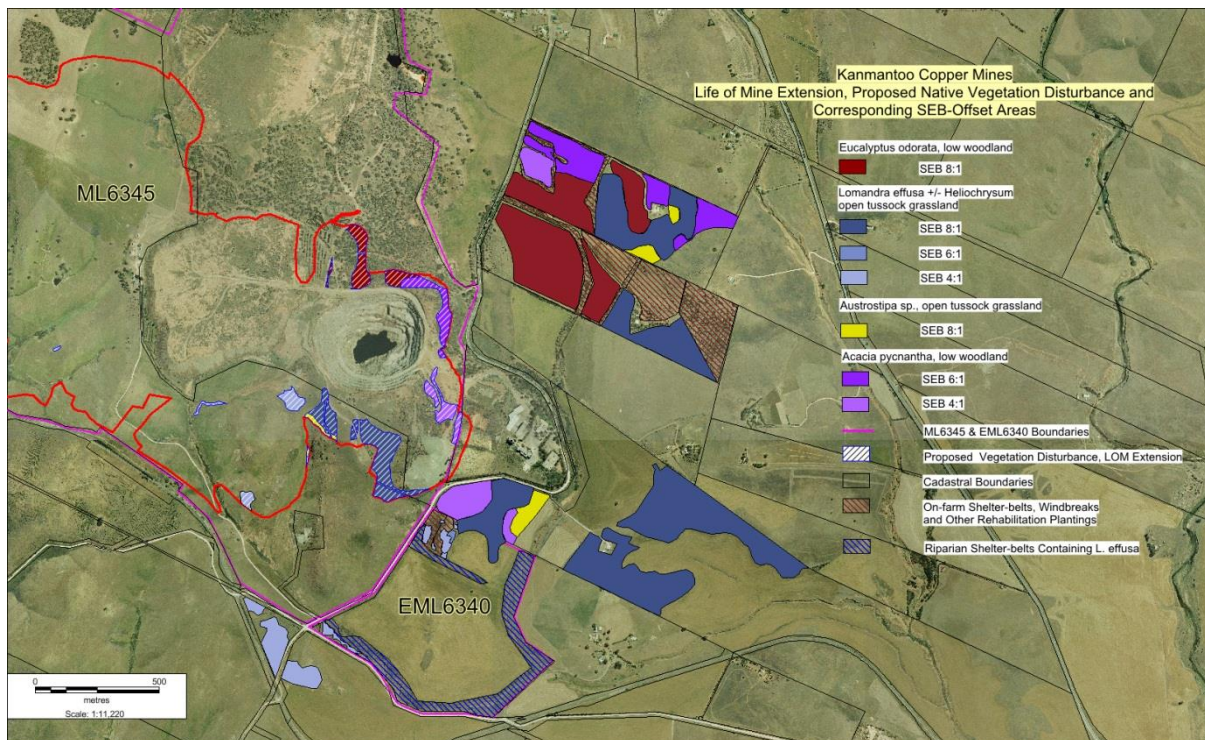 Kanmantoo Copper Mines
Life of Mine Extension, Proposed Native Vegetation Disturbance and
Corresponding SEB-Offset Areas
Eucalyptus odorata, low woodland
SEB 8:1
Lomandra effusa +/- Heliochrysum
open tussock grassland
SEB 8:1
SEB 6:1
SEB 4:1
Austrostipa sp., open tussock grassland
SEB 8:1
Acacia pycnantha, low woodland
SEB 6:1
SEB 4:1
ML6345 & EML6340 Boundaries
Proposed Vegetation Disturbance, LOM Extension
Cadastral Boundaries
On-farm Shelter-belts, Windbreaks
and Other Rehabilitation Plantings
Riparian Shelter-belts Containing L. effusa
ML6345
EML6340
0 500
metres
Scale: 1:11,220